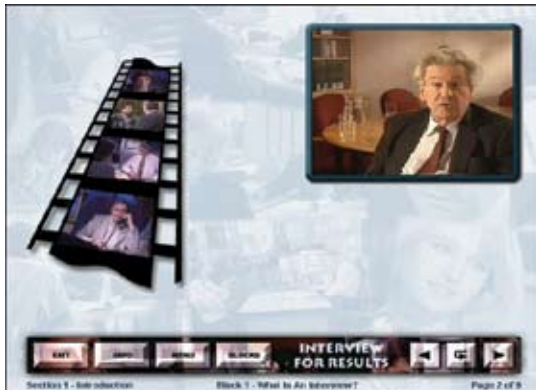 EXIT INFO MENU BLOCKS
INTERVIEW
FOR RESULTS
Section 1 - Introduction Block 1 - What Is An Interview? Page 2 of 8